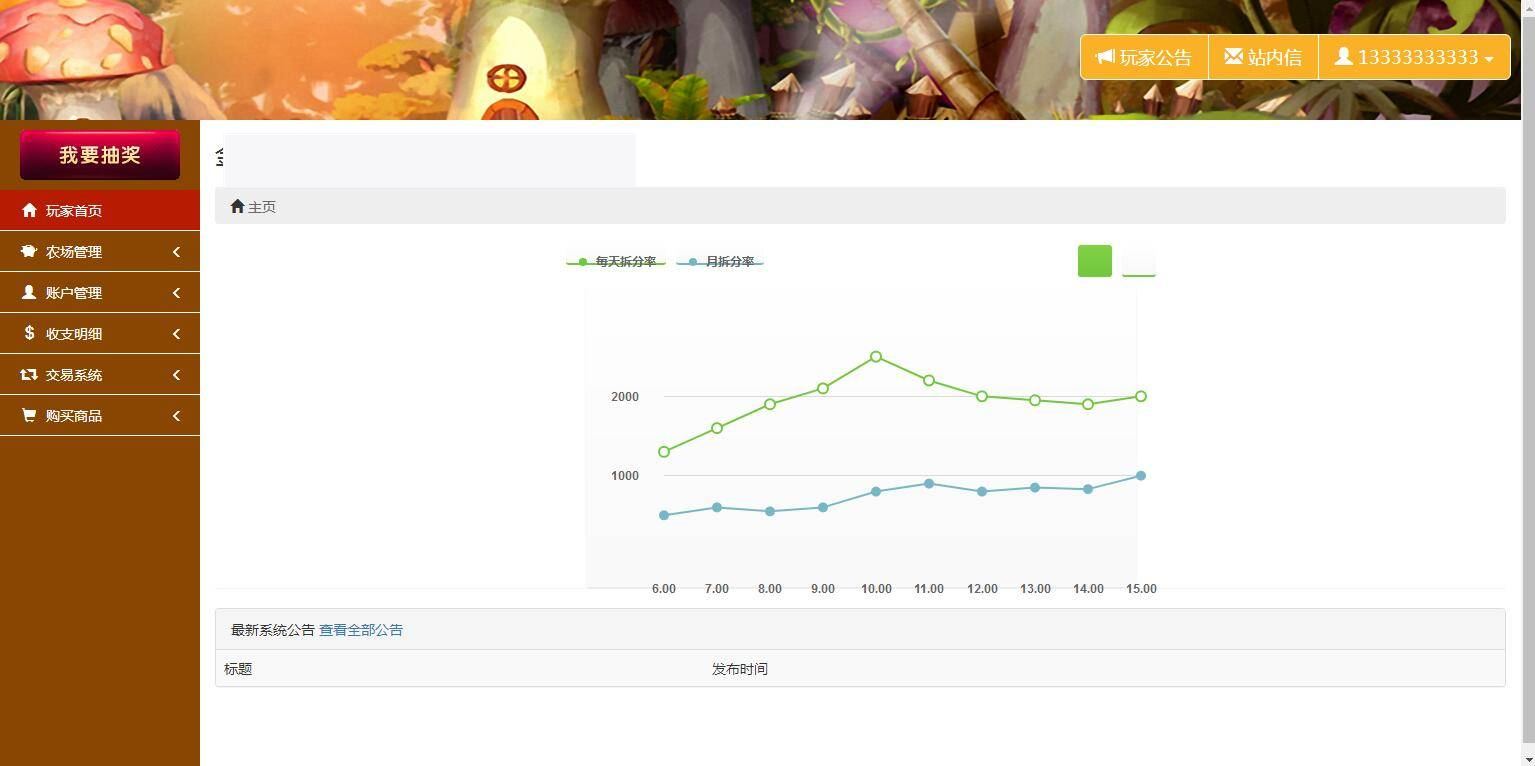 玩家公告 站内信 13333333333
我要抽奖
玩家首页
农场管理
账户管理
收支明细
交易系统
购买商品
主页
每天拆分率 月拆分率
2000
1000
6.00 7.00 8.00 9.00 10.00 11.00 12.00 13.00 14.00 15.00
最新系统公告 查看全部公告
标题 发布时间